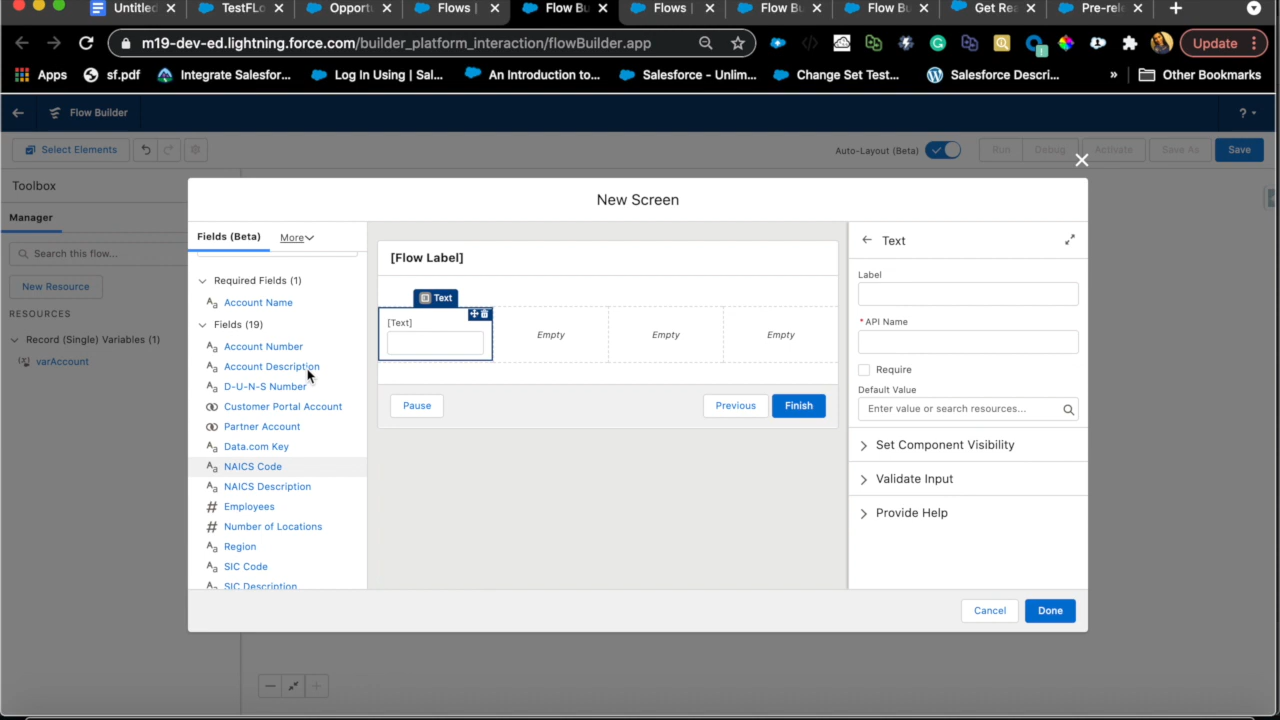 Untitled
TestFLo
Opportu
Flows |
Flow Bu
Flows |
Flow Bu
Flow Bu
Get Rea
Pre-rele
m19-dev-ed.lightning.force.com/builder_platform_interaction/flowBuilder.app
Update
Apps
sf.pdf
Integrate Salesfor...
Log In Using | Sal...
An Introduction to...
Salesforce - Unlim...
Change Set Test...
Salesforce Descri...
»
Other Bookmarks
Flow Builder
?
Select Elements
Auto-Layout (Beta)
Run
Debug
Activate
Save As
Save
Toolbox
Manager
Search this flow...
New Resource
RESOURCES
Record (Single) Variables (1)
varAccount
New Screen
Fields (Beta)
More
Required Fields (1)
Account Name
Fields (19)
Account Number
Account Description
D-U-N-S Number
Customer Portal Account
Partner Account
Data.com Key
NAICS Code
NAICS Description
Employees
Number of Locations
Region
SIC Code
SIC Description
[Flow Label]
Text
[Text]
Empty
Empty
Empty
Pause
Previous
Finish
Text
Label
* API Name
Require
Default Value
Enter value or search resources...
Set Component Visibility
Validate Input
Provide Help
Cancel
Done